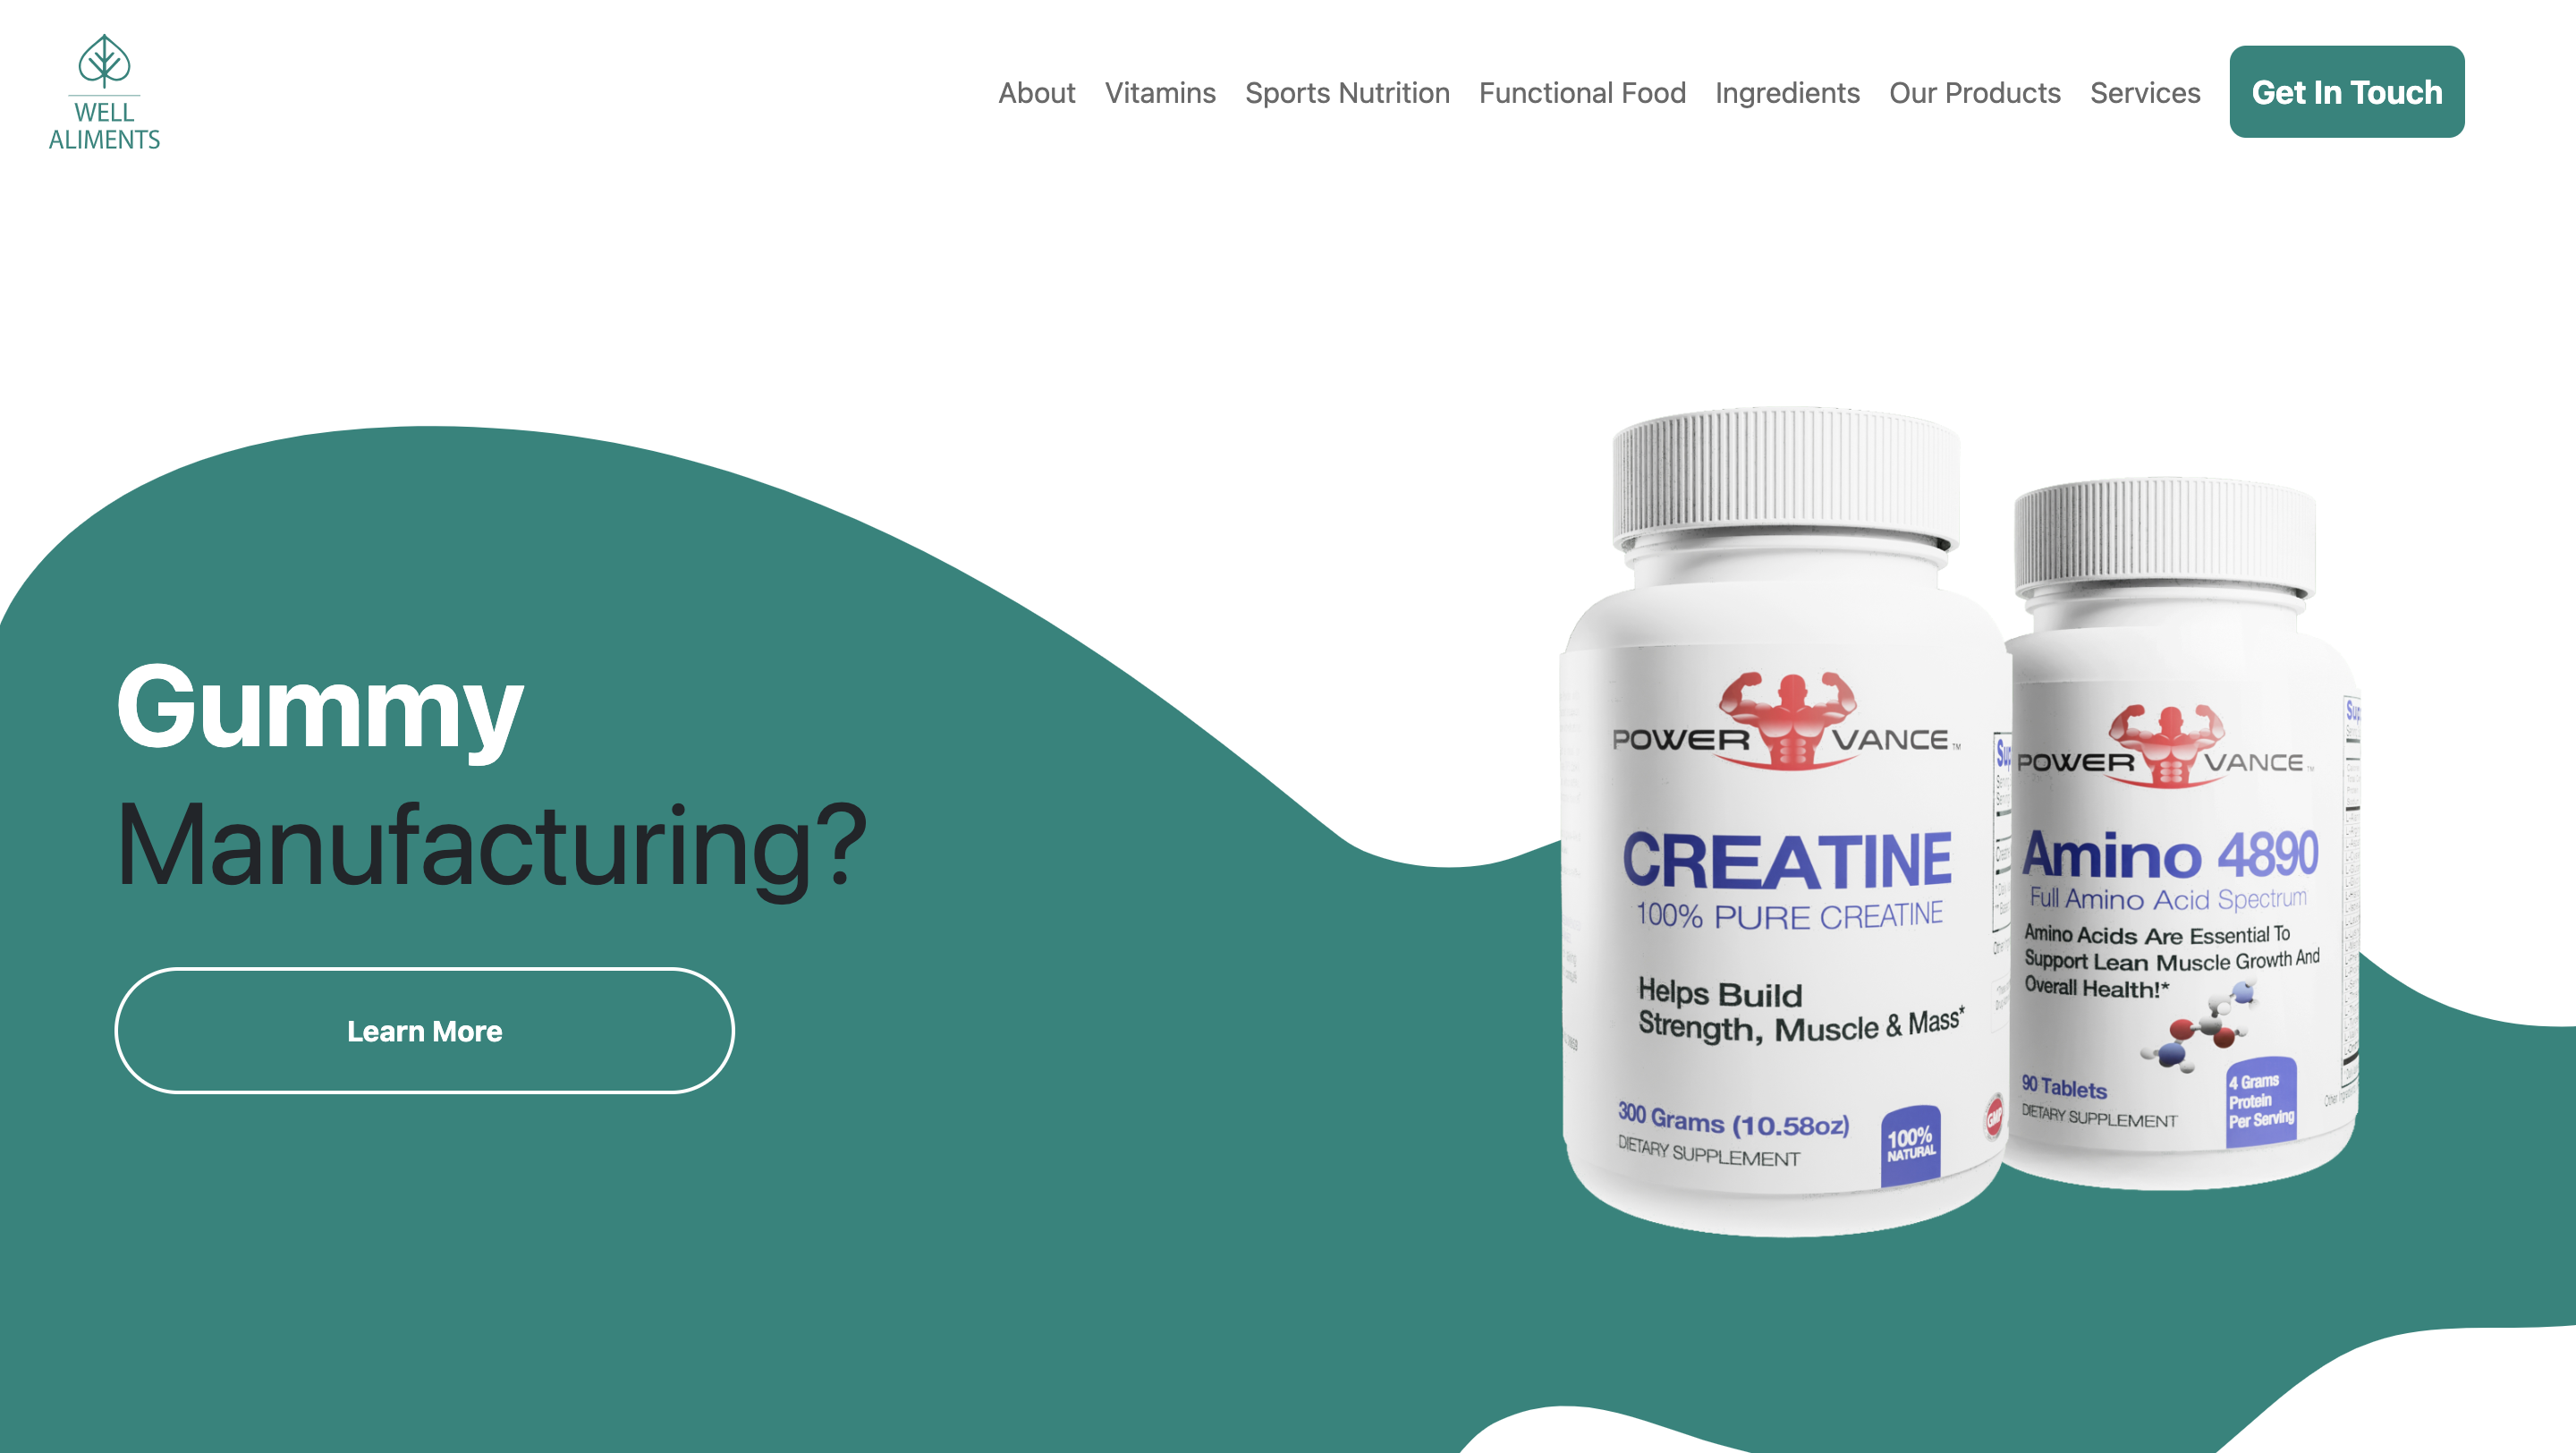 WELL
ALIMENTS
About
Vitamins
Sports Nutrition
Functional Food
Ingredients
Our Products
Services
Get In Touch
Gummy
Manufacturing?
Learn More
POWER VANCE™
CREATINE
100% PURE CREATINE
Helps Build
Strength, Muscle & Mass*
300 Grams (10.58oz)
DIETARY SUPPLEMENT
100%
NATURAL
GMP
POWER VANCE™
Amino 4890
Full Amino Acid Spectrum
Amino Acids Are Essential To
Support Lean Muscle Growth And
Overall Health!*
90 Tablets
DIETARY SUPPLEMENT
4 Grams
Protein
Per Serving